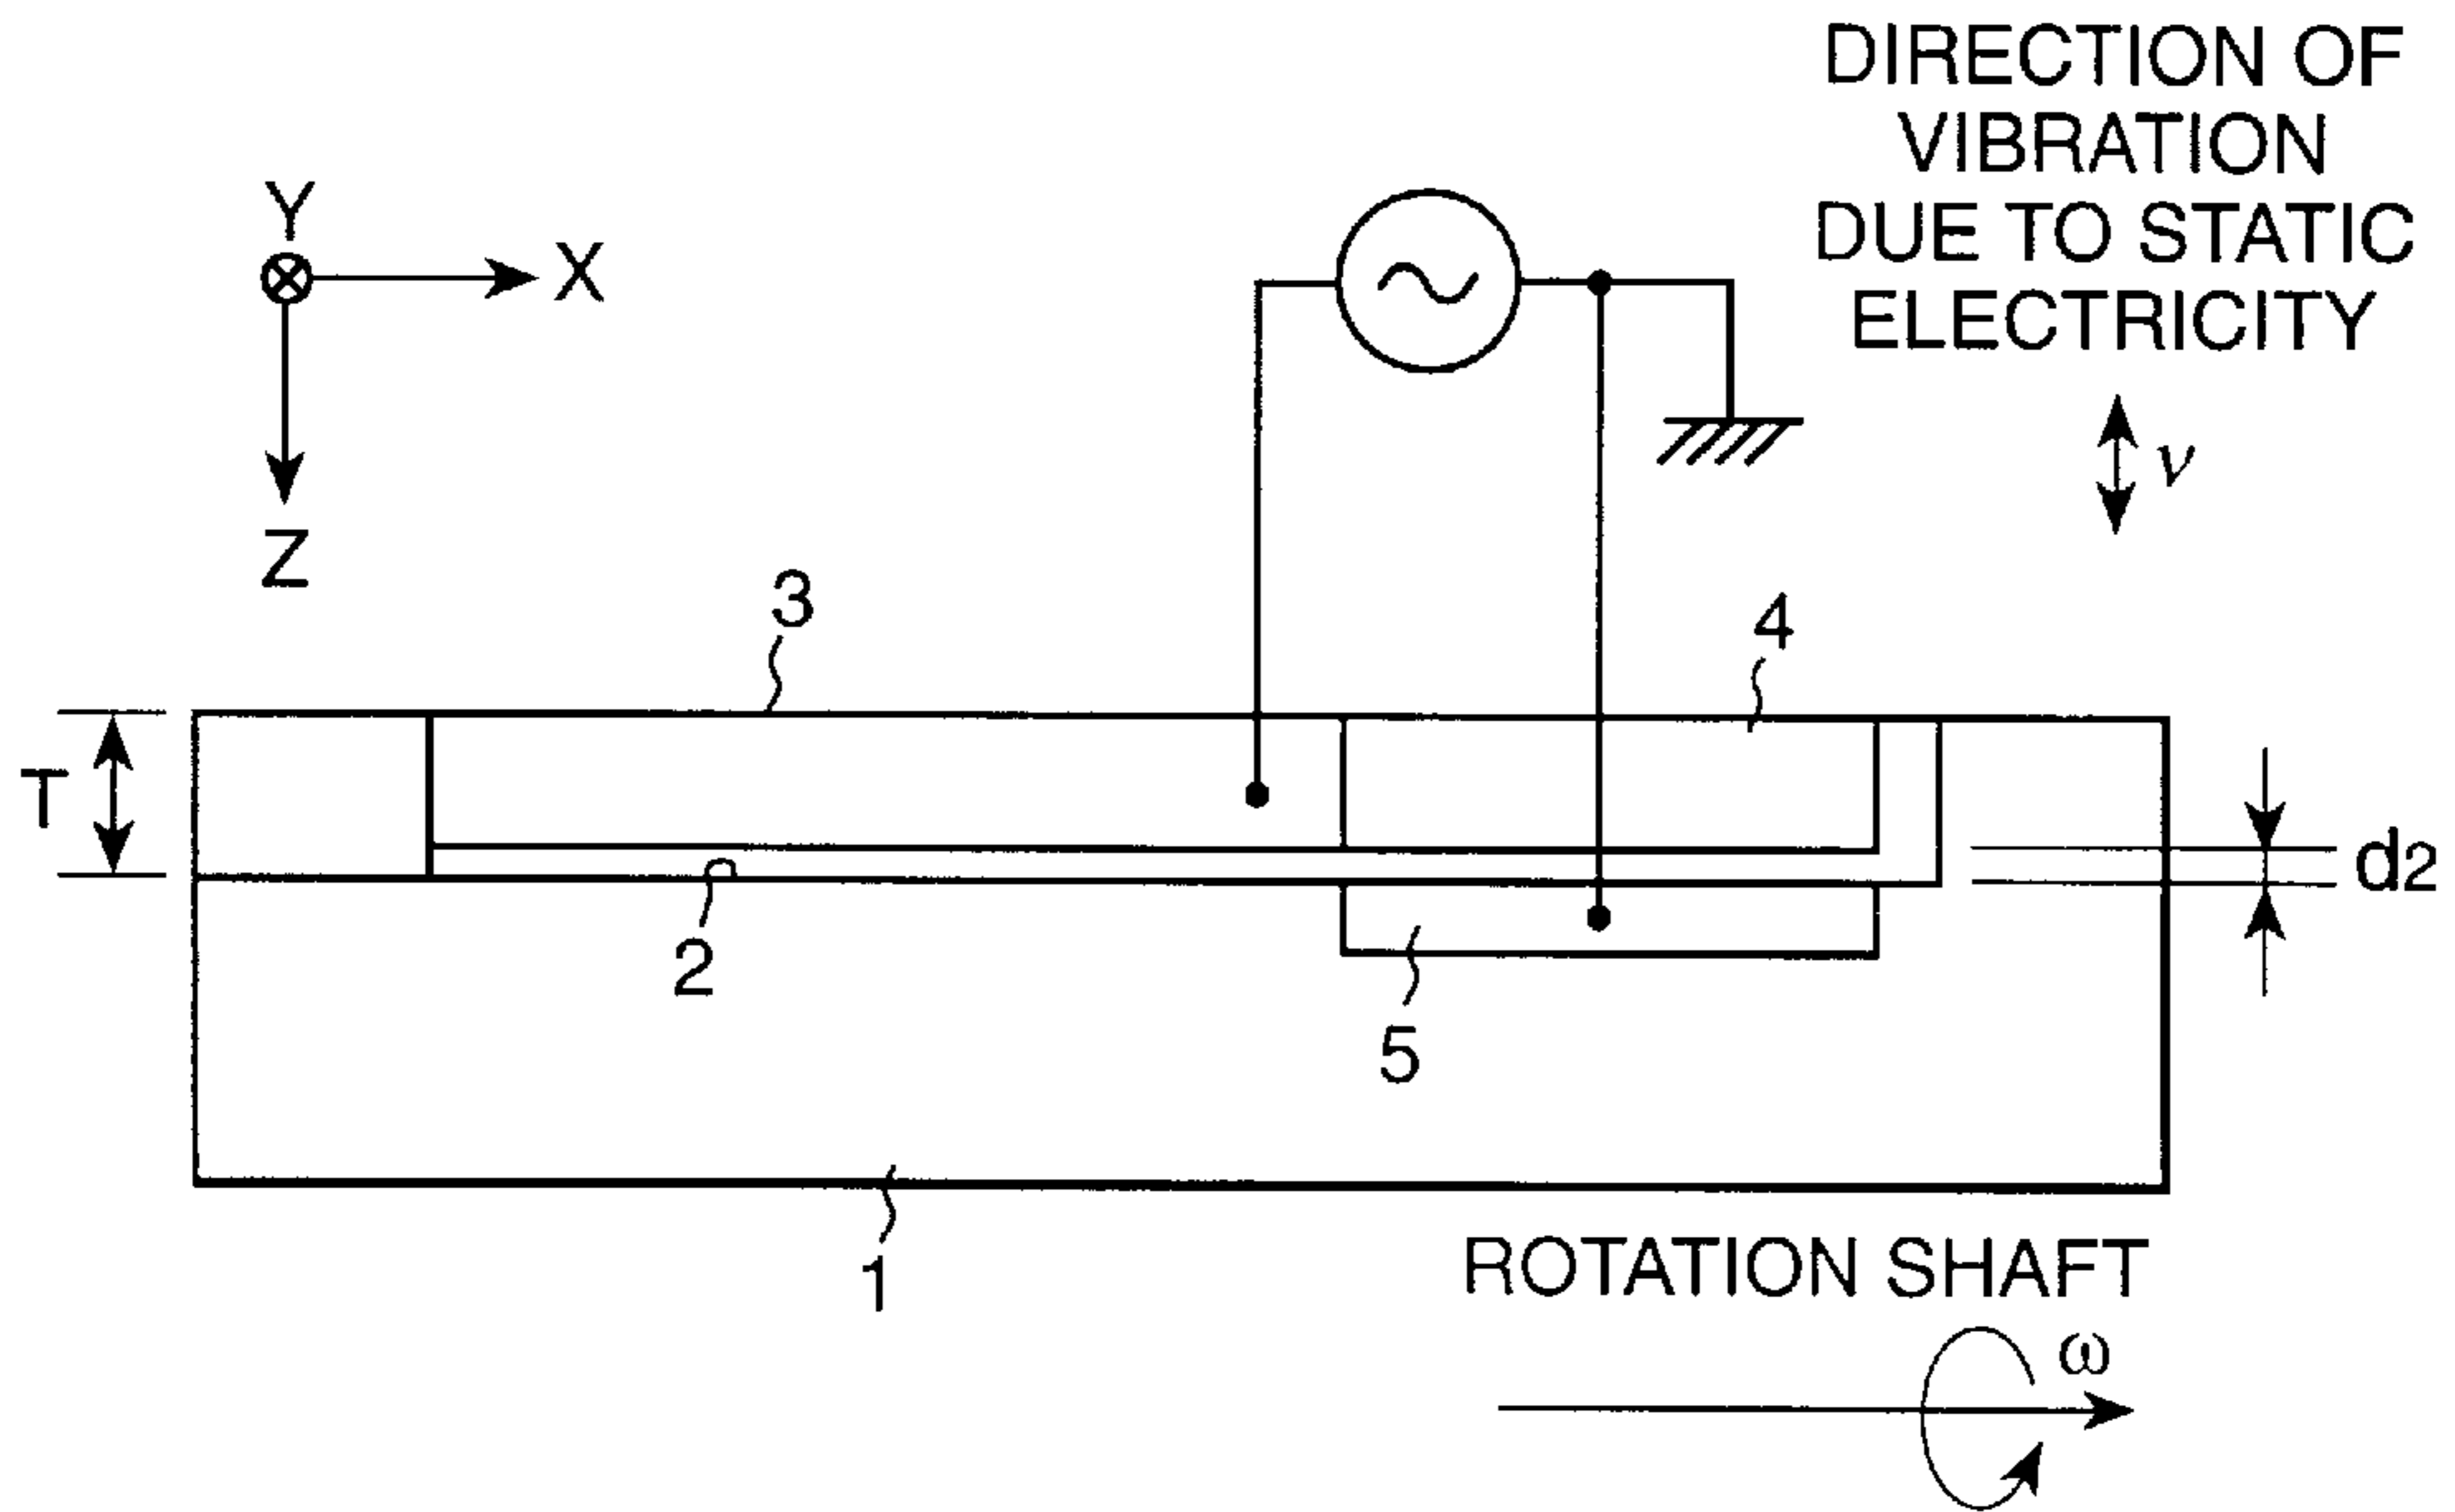 DIRECTION OF
VIBRATION
DUE TO STATIC
ELECTRICITY
Y
X
Z
ν
3
4
T
d2
2
5
1
ROTATION SHAFT
ω